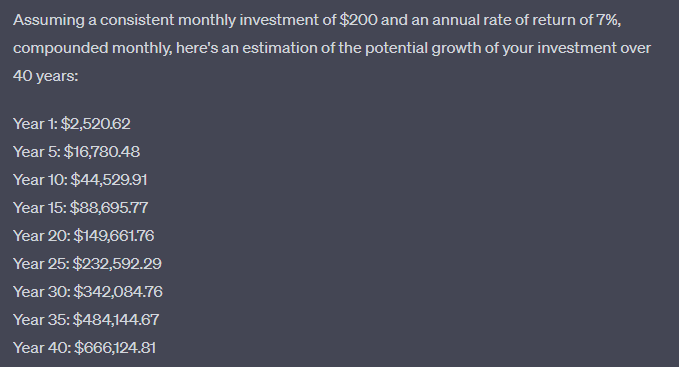 Assuming a consistent monthly investment of $200 and an annual rate of return of 7%,
compounded monthly, here's an estimation of the potential growth of your investment over
40 years:
Year 1: $2,520.62
Year 5: $16,780.48
Year 10: $44,529.91
Year 15: $88,695.77
Year 20: $149,661.76
Year 25: $232,592.29
Year 30: $342,084.76
Year 35: $484,144.67
Year 40: $666,124.81